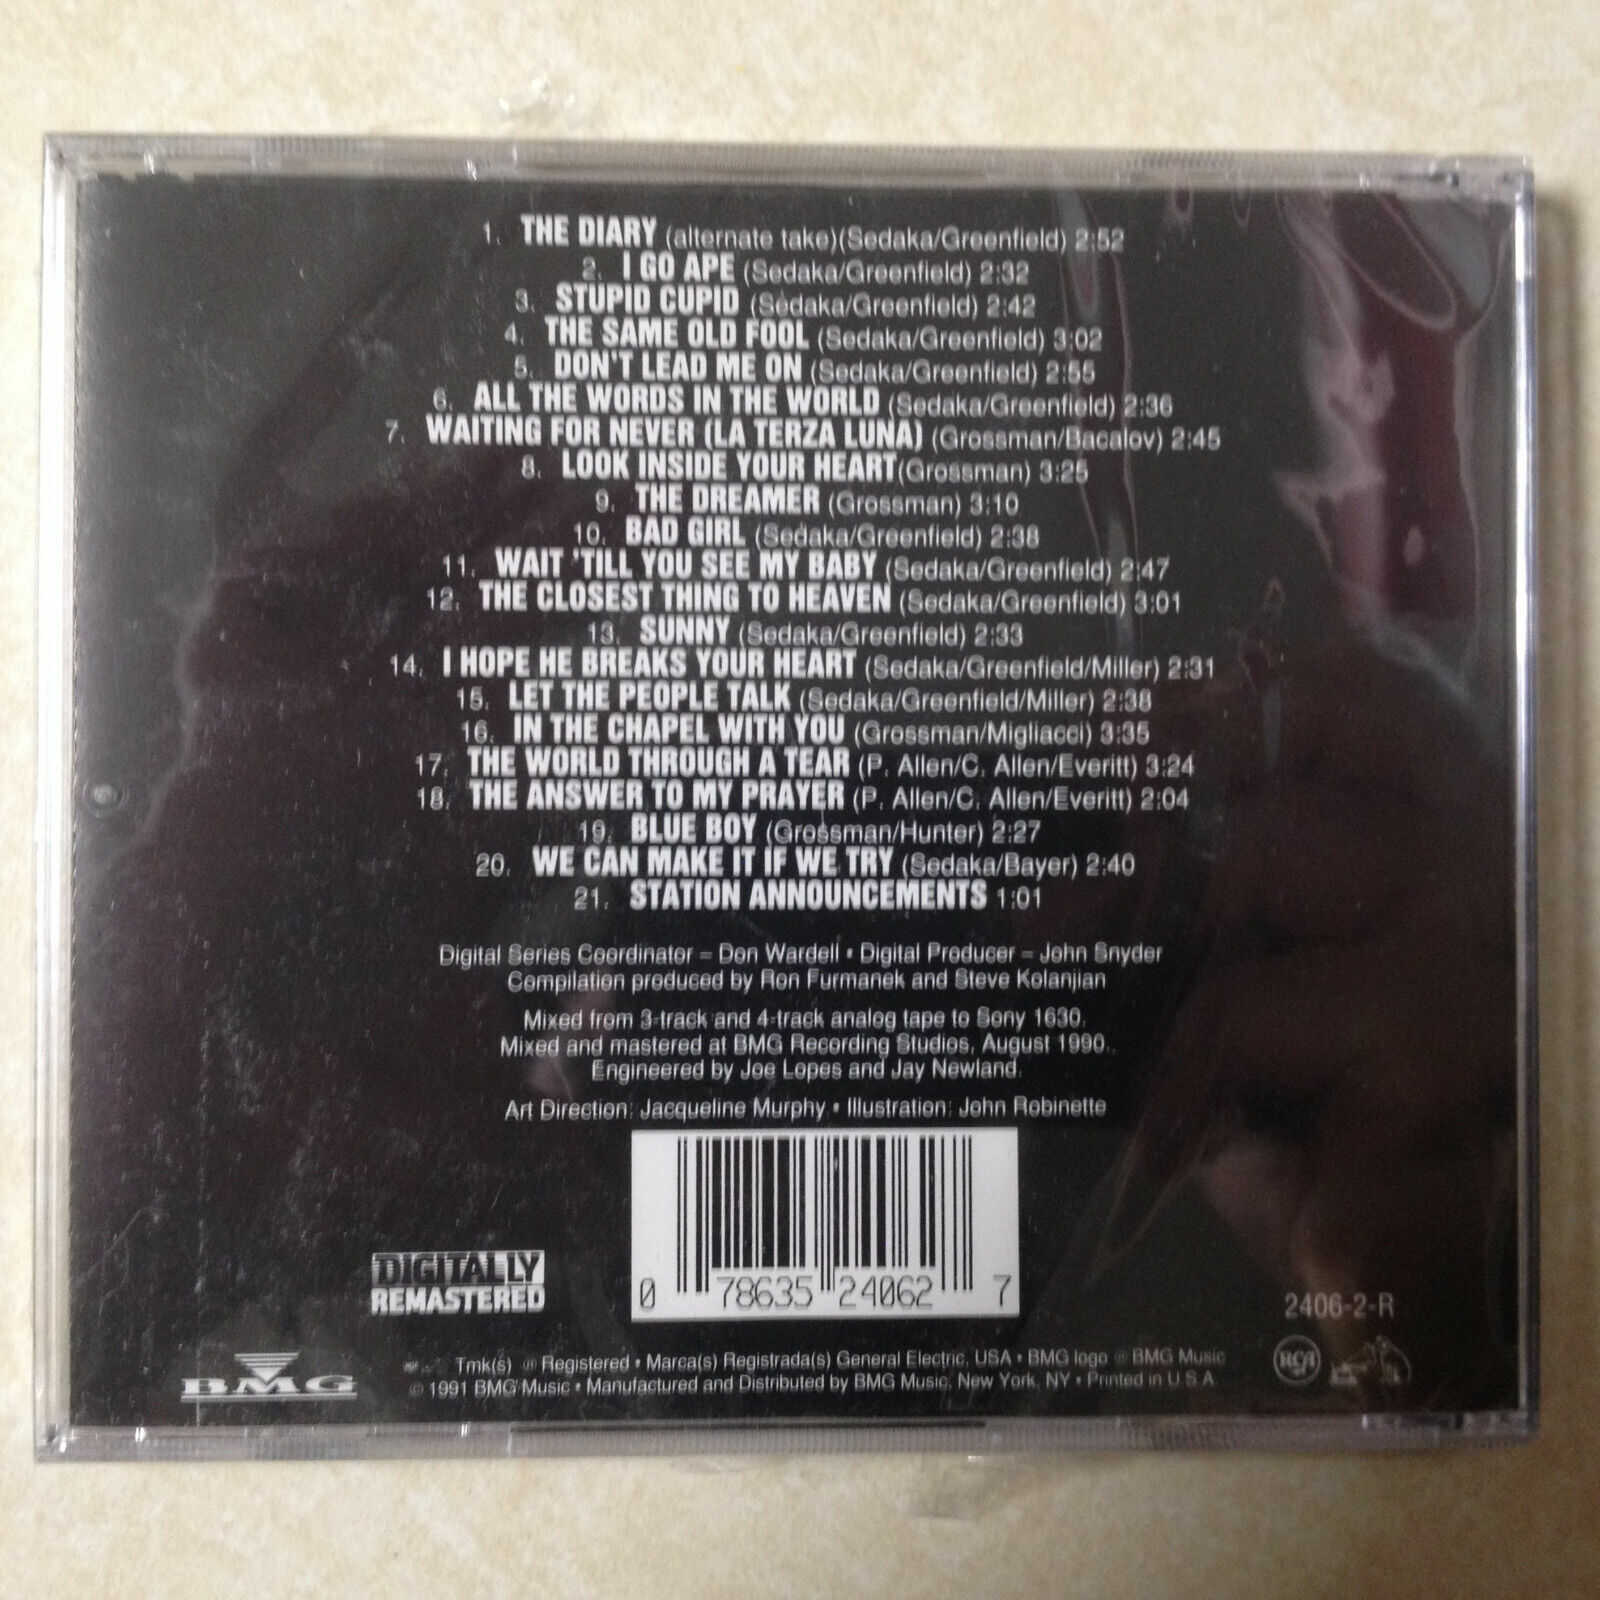 1. THE DIARY (alternate take)(Sedaka/Greenfield) 2:52
2. I GO APE (Sedaka/Greenfield) 2:32
3. STUPID CUPID (Sedaka/Greenfield) 2:42
4. THE SAME OLD FOOL (Sedaka/Greenfield) 3:02
5. DON'T LEAD ME ON (Sedaka/Greenfield) 2:55
6. ALL THE WORDS IN THE WORLD (Sedaka/Greenfield) 2:36
7. WAITING FOR NEVER (LA TERZA LUNA) (Grossman/Bacalov) 2:45
8. LOOK INSIDE YOUR HEART(Grossman) 3:25
9. THE DREAMER (Grossman) 3:10
10. BAD GIRL (Sedaka/Greenfield) 2:38
11. WAIT 'TILL YOU SEE MY BABY (Sedaka/Greenfield) 2:47
12. THE CLOSEST THING TO HEAVEN (Sedaka/Greenfield) 3:01
13. SUNNY (Sedaka/Greenfield) 2:33
14. I HOPE HE BREAKS YOUR HEART (Sedaka/Greenfield/Miller) 2:31
15. LET THE PEOPLE TALK (Sedaka/Greenfield/Miller) 2:38
16. IN THE CHAPEL WITH YOU (Grossman/Migliacci) 3:35
17. THE WORLD THROUGH A TEAR (P. Allen/C. Allen/Everitt) 3:24
18. THE ANSWER TO MY PRAYER (P. Allen/C. Allen/Everitt) 2:04
19. BLUE BOY (Grossman/Hunter) 2:27
20. WE CAN MAKE IT IF WE TRY (Sedaka/Bayer) 2:40
21. STATION ANNOUNCEMENTS 1:01
Digital Series Coordinator – Don Wardell • Digital Producer – John Snyder
Compilation produced by Ron Furmanek and Steve Kolanjian
Mixed from 3-track and 4-track analog tape to Sony 1630.
Mixed and mastered at BMG Recording Studios, August 1990.
Engineered by Joe Lopes and Jay Newland.
Art Direction: Jacqueline Murphy • Illustration: John Robinette
DIGITALLY
REMASTERED
0 78635 24062 7
2406-2-R
BMG
Tmk(s) ® Registered • Marca(s) Registrada(s) General Electric, USA • BMG logo ® BMG Music
© 1991 BMG Music • Manufactured and Distributed by BMG Music, New York, NY • Printed in U.S.A.
RCA